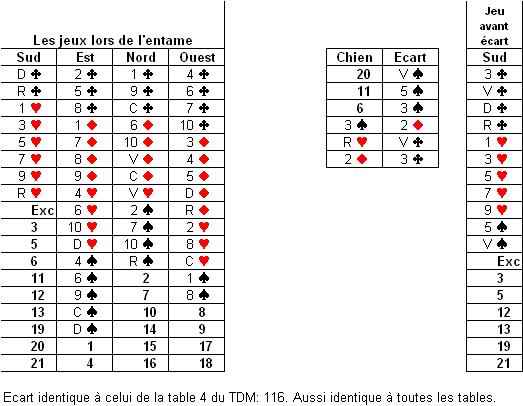 Jeu
avant
Les jeux lors de l'entame écart
Sud Est Nord Ouest Chien Ecart Sud
D ♣ 2 ♣ 1 ♣ 4 ♣ 20 V ♠ 3 ♣
R ♣ 5 ♣ 9 ♣ 6 ♣ 11 5 ♠ V ♣
1 ♥ 8 ♣ C ♣ 7 ♣ 6 3 ♠ D ♣
3 ♥ 1 ♦ 6 ♦ 10 ♣ 3 ♠ 2 ♦ R ♣
5 ♥ 7 ♦ 10 ♦ 3 ♦ R ♥ V ♣ 1 ♥
7 ♥ 8 ♦ V ♦ 4 ♦ 2 ♦ 3 ♣ 3 ♥
9 ♥ 9 ♦ C ♦ 5 ♦ 5 ♥
R ♥ 4 ♥ V ♥ D ♦ 7 ♥
Exc 6 ♥ 2 ♠ R ♦ 9 ♥
3 10 ♥ 7 ♠ 2 ♥ 5 ♠
5 D ♥ 10 ♠ 8 ♥ V ♠
6 4 ♠ R ♠ C ♥ Exc
11 6 ♠ 2 1 ♠ 3
12 9 ♠ 7 8 ♠ 5
13 C ♠ 10 8 12
19 D ♠ 14 9 13
20 1 15 17 19
21 4 16 18 21
Ecart identique à celui de la table 4 du TDM: 116. Aussi identique à toutes les tables.